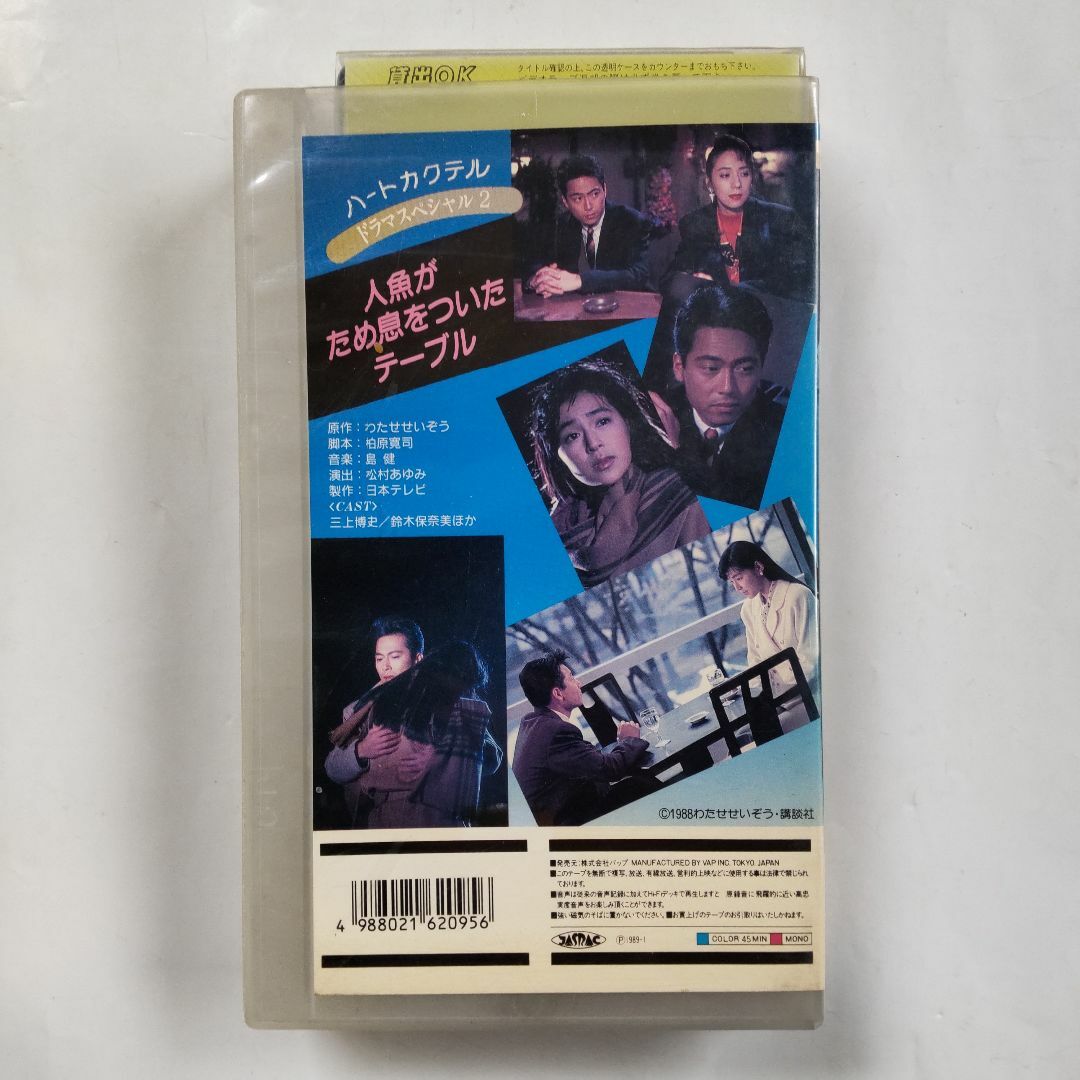 貸出OK
タイトル確認の上、この透明ケースをカウンターまでおもち下さい。
ハートカクテル
ドラマスペシャル2
人魚が
ため息をついた
テーブル
原作：わたせせいぞう
脚本：柏原寛司
音楽：島 健
演出：松村あゆみ
製作：日本テレビ
〈CAST〉
三上博史／鈴木保奈美ほか
©1988わたせせいぞう・講談社
■発売元：株式会社バップ MANUFACTURED BY VAP INC. TOKYO. JAPAN
■このテープを無断で複写、放送、有線放送、営利的上映などに使用する事は法律で禁じられ
ております。
■音声は従来の音声記録に加えてHi-Fiデッキで再生しますと 原録音に飛躍的に近い高忠
実度音声をお楽しみ頂くことができます。
■強い磁気のそばに置かないでください。■お買上げのテープのお引取りはいたしかねます。
JASRAC Ⓟ1989-1 COLOR 45MIN MONO
4 988021 620956